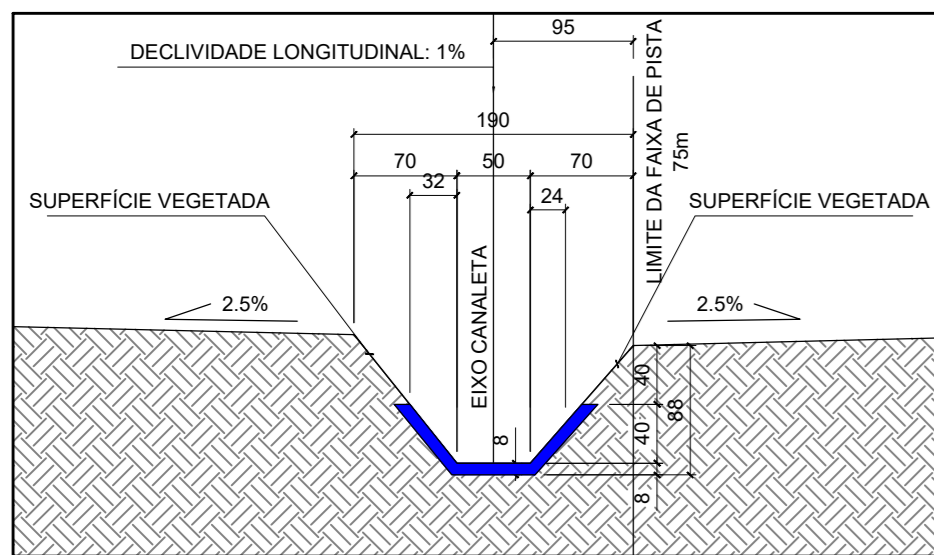 95
DECLIVIDADE LONGITUDINAL: 1%
LIMITE DA FAIXA DE PISTA
75m
190
70
50
70
32
24
SUPERFÍCIE VEGETADA
SUPERFÍCIE VEGETADA
EIXO CANALETA
2.5%
2.5%
40
88
40
8
8